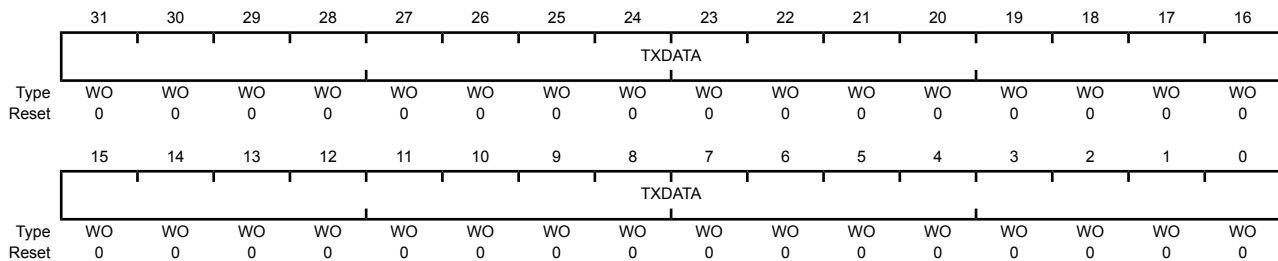 31 30 29 28 27 26 25 24 23 22 21 20 19 18 17 16
TXDATA
Type WO WO WO WO WO WO WO WO WO WO WO WO WO WO WO WO
Reset 0 0 0 0 0 0 0 0 0 0 0 0 0 0 0 0
15 14 13 12 11 10 9 8 7 6 5 4 3 2 1 0
TXDATA
Type WO WO WO WO WO WO WO WO WO WO WO WO WO WO WO WO
Reset 0 0 0 0 0 0 0 0 0 0 0 0 0 0 0 0